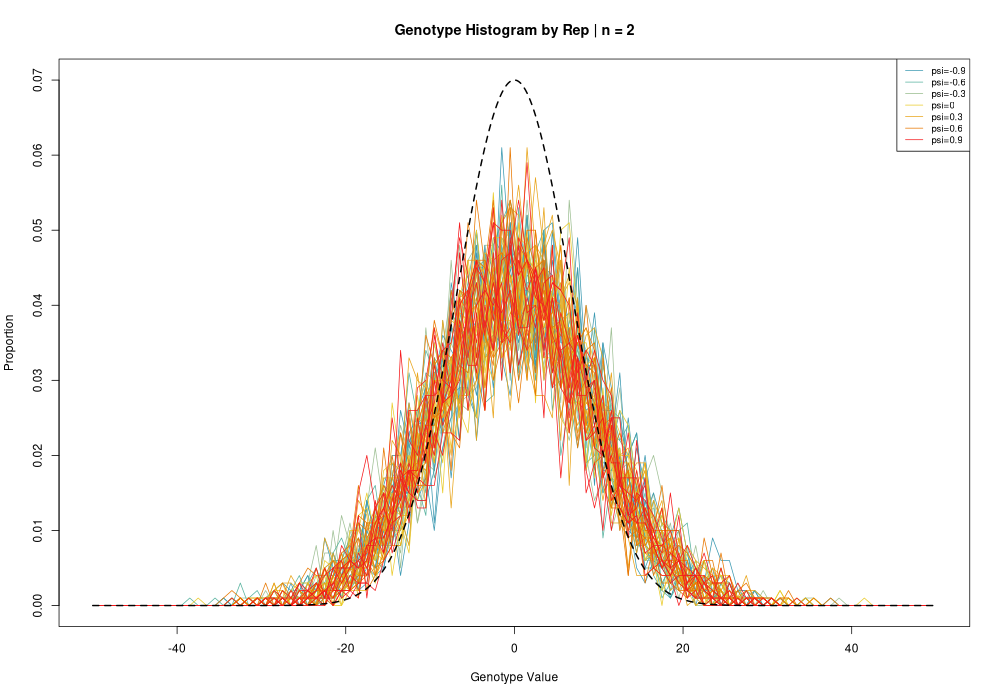 Genotype Histogram by Rep | n = 2
psi=-0.9
psi=-0.6
psi=-0.3
psi=0
psi=0.3
psi=0.6
psi=0.9
Proportion
0.07
0.06
0.05
0.04
0.03
0.02
0.01
0.00
-40 -20 0 20 40
Genotype Value